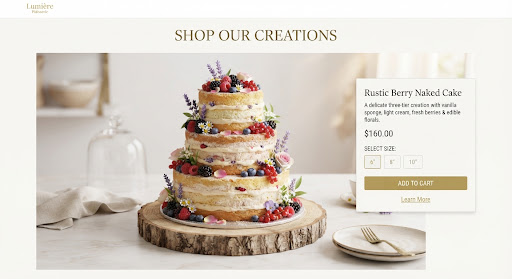 Lumière
Pâtisserie
SHOP OUR CREATIONS
Rustic Berry Naked Cake
A delicate three-tier creation with vanilla
sponge, light cream, fresh berries & edible
florals.
$160.00
SELECT SIZE:
6" 8" 10"
ADD TO CART
Learn More